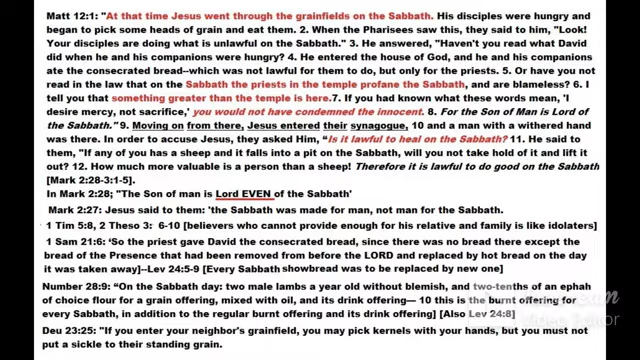 Matt 12:1: "At that time Jesus went through the grainfields on the Sabbath. His disciples were hungry and
began to pick some heads of grain and eat them. 2. When the Pharisees saw this, they said to him, "Look!
Your disciples are doing what is unlawful on the Sabbath." 3. He answered, "Haven't you read what David
did when he and his companions were hungry? 4. He entered the house of God, and he and his companions
ate the consecrated bread--which was not lawful for them to do, but only for the priests. 5. Or have you not
read in the law that on the Sabbath the priests in the temple profane the Sabbath, and are blameless? 6. I
tell you that something greater than the temple is here.7. If you had known what these words mean, 'I
desire mercy, not sacrifice,' you would not have condemned the innocent. 8. For the Son of Man is Lord of
the Sabbath." 9. Moving on from there, Jesus entered their synagogue, 10 and a man with a withered hand
was there. In order to accuse Jesus, they asked Him, "Is it lawful to heal on the Sabbath? 11. He said to
them, "If any of you has a sheep and it falls into a pit on the Sabbath, will you not take hold of it and lift it
out? 12. How much more valuable is a person than a sheep! Therefore it is lawful to do good on the Sabbath
[Mark 2:28-3:1-5].
In Mark 2:28; "The Son of man is Lord EVEN of the Sabbath'
Mark 2:27: Jesus said to them: 'the Sabbath was made for man, not man for the Sabbath.
1 Tim 5:8, 2 Theso 3: 6-10 [believers who cannot provide enough for his relative and family is like idolaters]
1 Sam 21:6: 'So the priest gave David the consecrated bread, since there was no bread there except the
bread of the Presence that had been removed from before the LORD and replaced by hot bread on the day
it was taken away]--Lev 24:5-9 [Every Sabbath showbread was to be replaced by new one]
Number 28:9: "On the Sabbath day: two male lambs a year old without blemish, and two-tenths of an ephah
of choice flour for a grain offering, mixed with oil, and its drink offering— 10 this is the burnt offering for
every Sabbath, in addition to the regular burnt offering and its drink offering] [Also Lev 24:8]
Deu 23:25: "If you enter your neighbor's grainfield, you may pick kernels with your hands, but you must not
put a sickle to their standing grain.
Video Editor